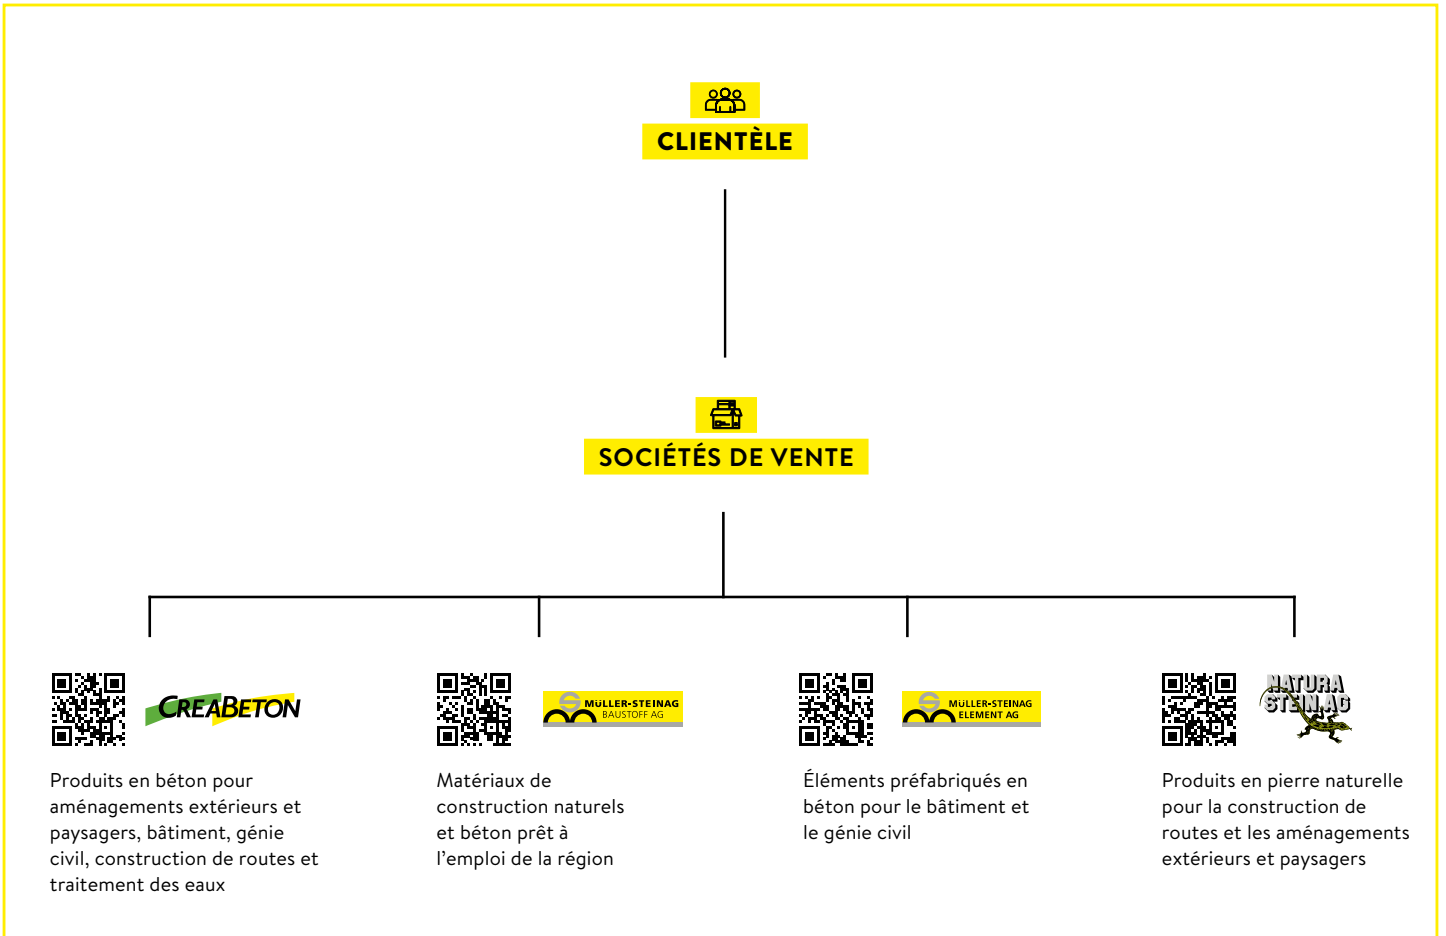 CLIENTÈLE
SOCIÉTÉS DE VENTE
CREABETON
Produits en béton pour
aménagements extérieurs et
paysagers, bâtiment, génie
civil, construction de routes et
traitement des eaux
MÜLLER-STEINAG
BAUSTOFF AG
Matériaux de
construction naturels
et béton prêt à
l’emploi de la région
MÜLLER-STEINAG
ELEMENT AG
Éléments préfabriqués en
béton pour le bâtiment et
le génie civil
NATURA
STEIN.AG
Produits en pierre naturelle
pour la construction de
routes et les aménagements
extérieurs et paysagers